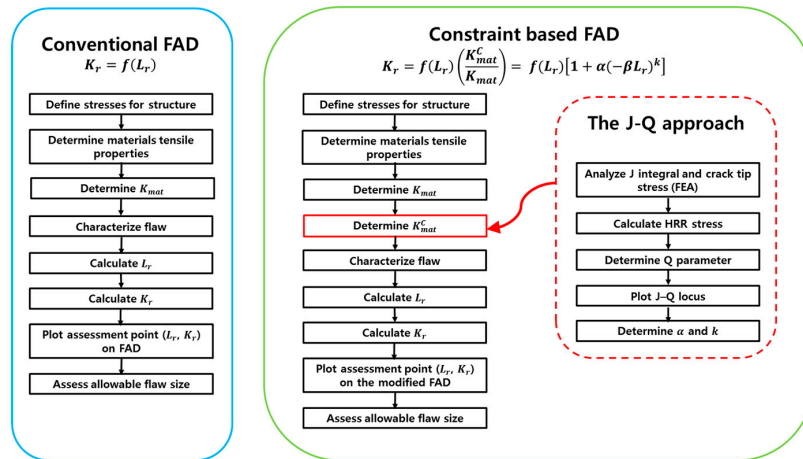 Conventional FAD
K_r = f(L_r)
Define stresses for structure
Determine materials tensile
properties
Determine K_mat
Characterize flaw
Calculate L_r
Calculate K_r
Plot assessment point (L_r, K_r)
on FAD
Assess allowable flaw size
Constraint based FAD
K_r = f(L_r)(K_mat^C/K_mat) = f(L_r)[1 + α(-βL_r)^k]
Define stresses for structure
Determine materials tensile
properties
Determine K_mat
Determine K_mat^C
Characterize flaw
Calculate L_r
Calculate K_r
Plot assessment point (L_r, K_r)
on the modified FAD
Assess allowable flaw size
The J-Q approach
Analyze J integral and crack tip
stress (FEA)
Calculate HRR stress
Determine Q parameter
Plot J–Q locus
Determine α and k